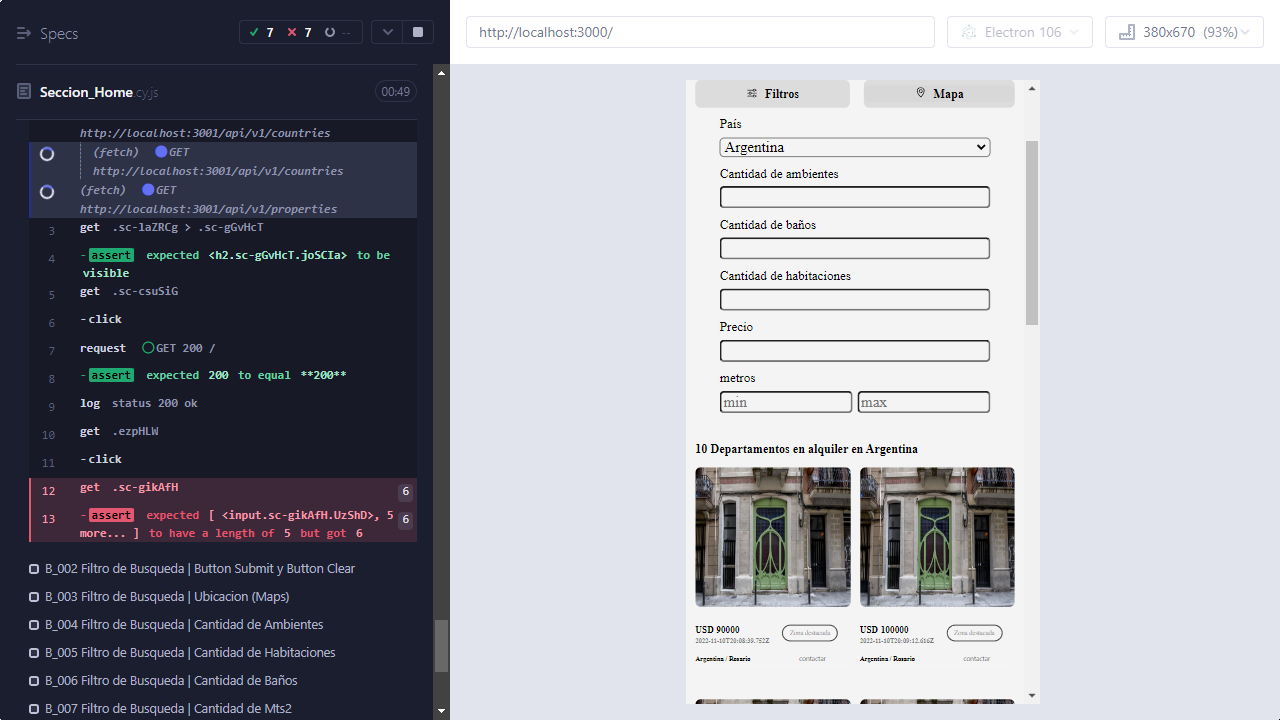 Specs
7
7
--
Seccion_Home.cy.js
00:49
http://localhost:3001/api/v1/countries
(fetch) GET
http://localhost:3001/api/v1/countries
(fetch) GET
http://localhost:3001/api/v1/properties
3 get .sc-laZRCg > .sc-gGvHcT
4 -assert expected <h2.sc-gGvHcT.joSCIa> to be
visible
5 get .sc-csuSiG
6 -click
7 request GET 200 /
8 -assert expected 200 to equal **200**
9 log status 200 ok
10 get .ezpHLW
11 -click
12 get .sc-gikAfH 6
13 -assert expected [ <input.sc-gikAfH.UzShD>, 5 6
more... ] to have a length of 5 but got 6
B_002 Filtro de Busqueda | Button Submit y Button Clear
B_003 Filtro de Busqueda | Ubicacion (Maps)
B_004 Filtro de Busqueda | Cantidad de Ambientes
B_005 Filtro de Busqueda | Cantidad de Habitaciones
B_006 Filtro de Busqueda | Cantidad de Baños
B_007 Filtro de Busqueda | Cantidad de Mts2
http://localhost:3000/
Electron 106
380x670 (93%)
Filtros
Mapa
País
Argentina
Cantidad de ambientes
Cantidad de baños
Cantidad de habitaciones
Precio
metros
min
max
10 Departamentos en alquiler en Argentina
USD 90000
2022-11-10T20:08:39.752Z
Zona destacada
Argentina / Rosario
contactar
USD 100000
2022-11-10T20:09:12.616Z
Zona destacada
Argentina / Rosario
contactar